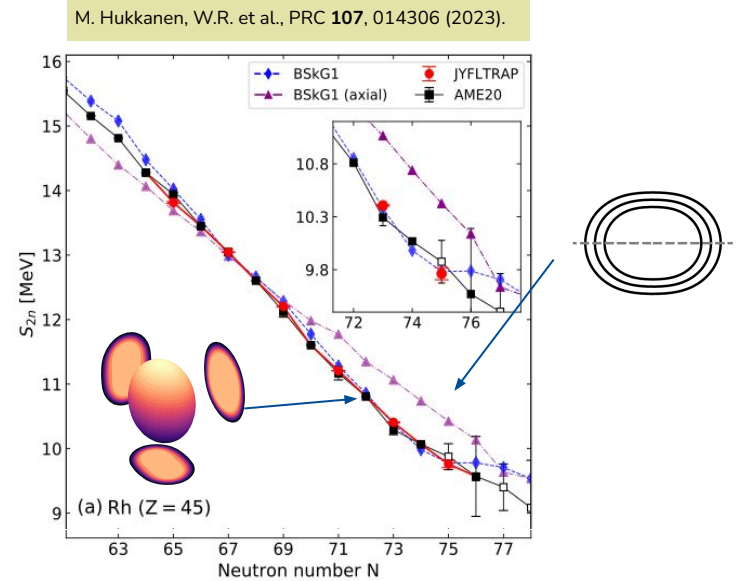 M. Hukkanen, W.R. et al., PRC 107, 014306 (2023).
BSkG1
BSkG1 (axial)
JYFLTRAP
AME20
16
15
14
13
12
11
10
9
S2n [MeV]
10.8
10.3
9.8
72 74 76
(a) Rh (Z = 45)
63 65 67 69 71 73 75 77
Neutron number N